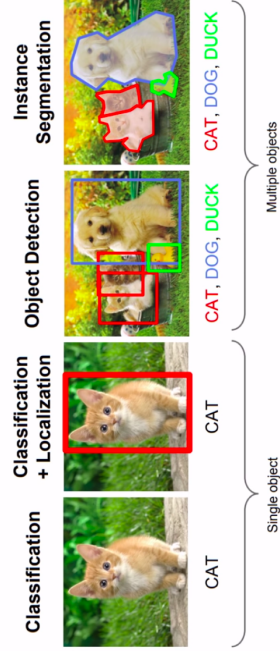 Classification
Classification
+ Localization
Object Detection
Instance
Segmentation
CAT
CAT
CAT, DOG, DUCK
CAT, DOG, DUCK
Single object
Multiple objects